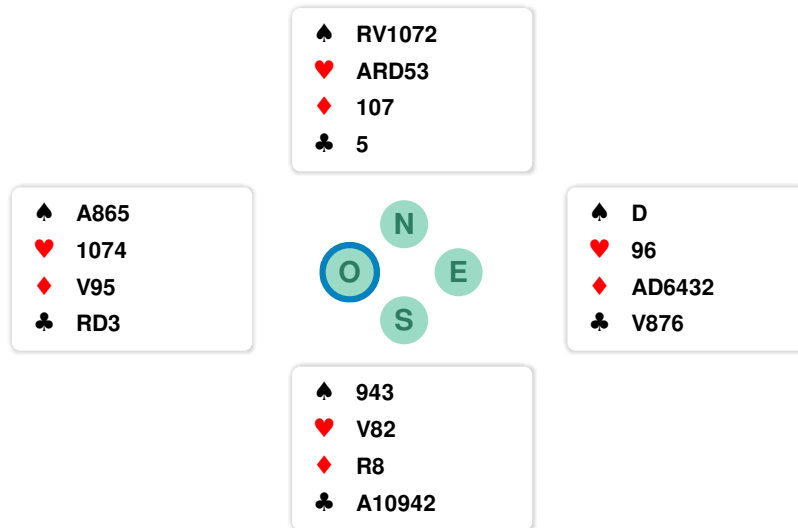 ♠ RV1072
♥ ARD53
♦ 107
♣ 5
♠ A865
♥ 1074
♦ V95
♣ RD3
N
O E
S
♠ D
♥ 96
♦ AD6432
♣ V876
♠ 943
♥ V82
♦ R8
♣ A10942